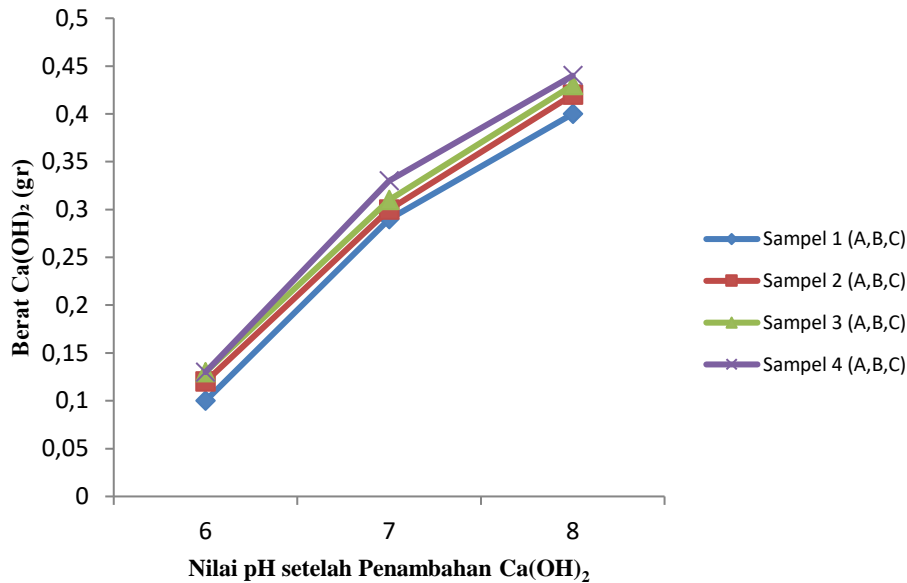 0,5
0,45
0,4
0,35
0,3
0,25
0,2
0,15
0,1
0,05
0
Berat Ca(OH)₂ (gr)
6 7 8
Nilai pH setelah Penambahan Ca(OH)₂
Sampel 1 (A,B,C)
Sampel 2 (A,B,C)
Sampel 3 (A,B,C)
Sampel 4 (A,B,C)